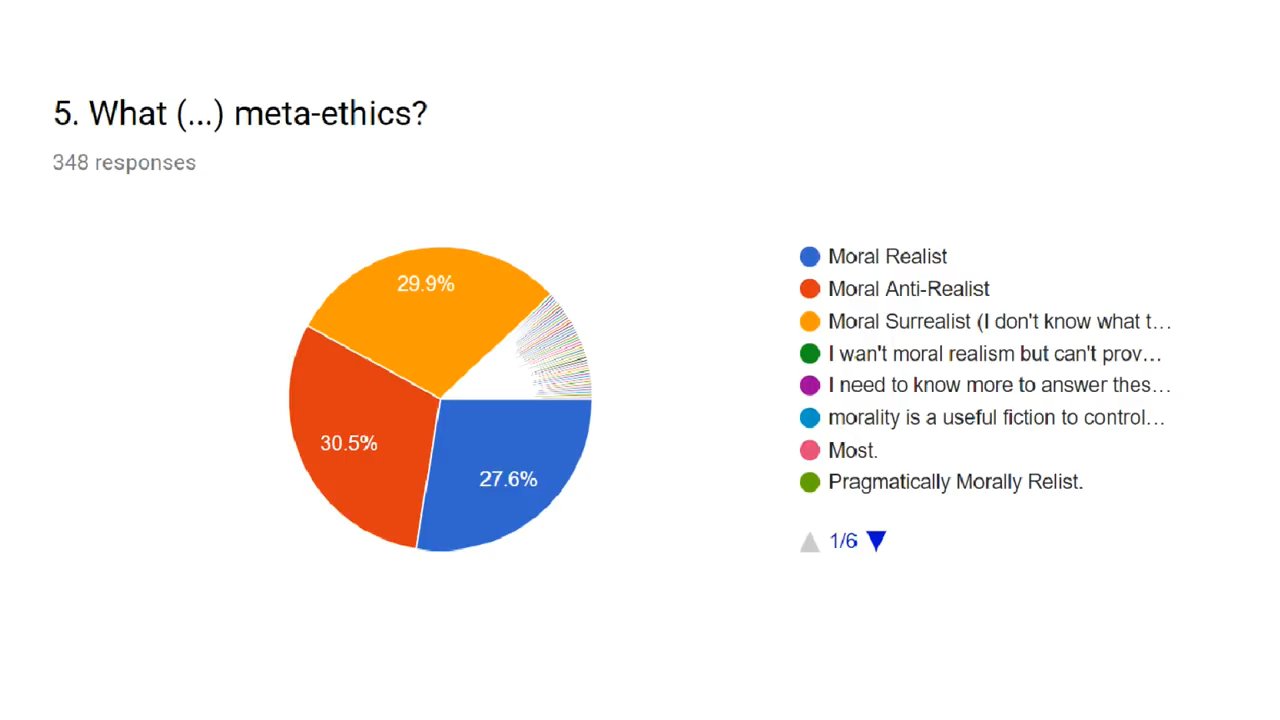 5. What (...) meta-ethics?
348 responses
29.9%
30.5%
27.6%
Moral Realist
Moral Anti-Realist
Moral Surrealist (I don't know what t...
I wan't moral realism but can't prov...
I need to know more to answer thes...
morality is a useful fiction to control...
Most.
Pragmatically Morally Relist.
1/6